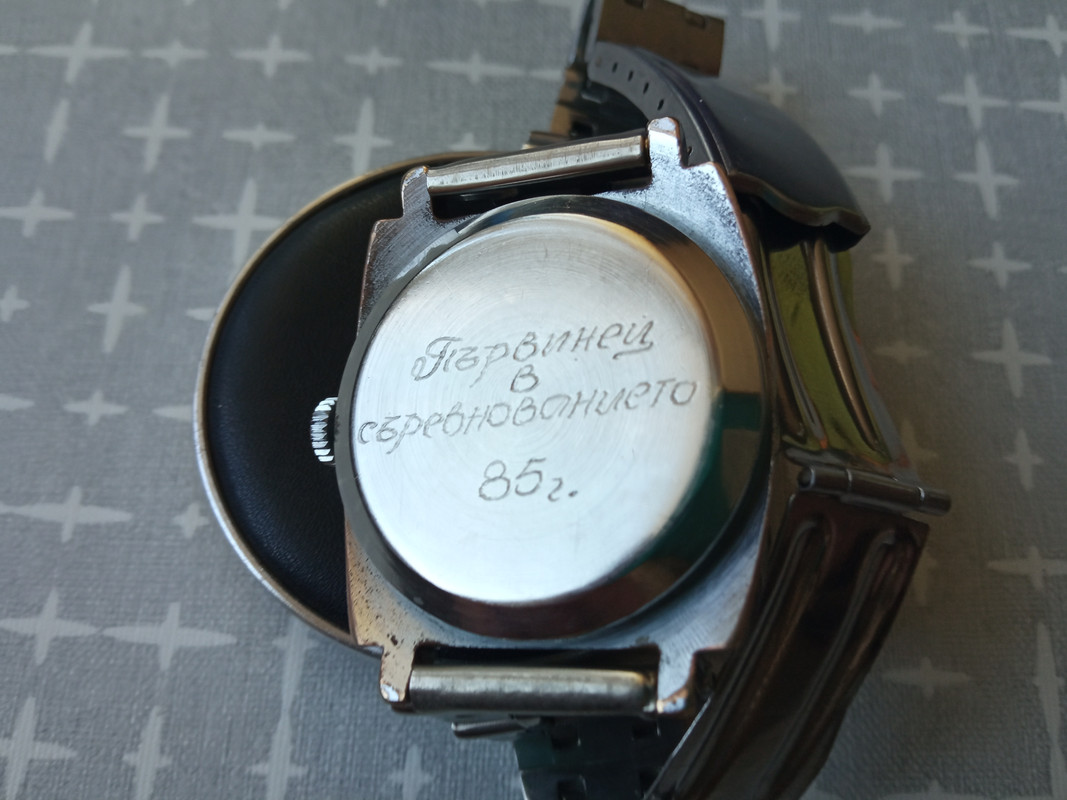 Първинец
в
съревнованието
85г.